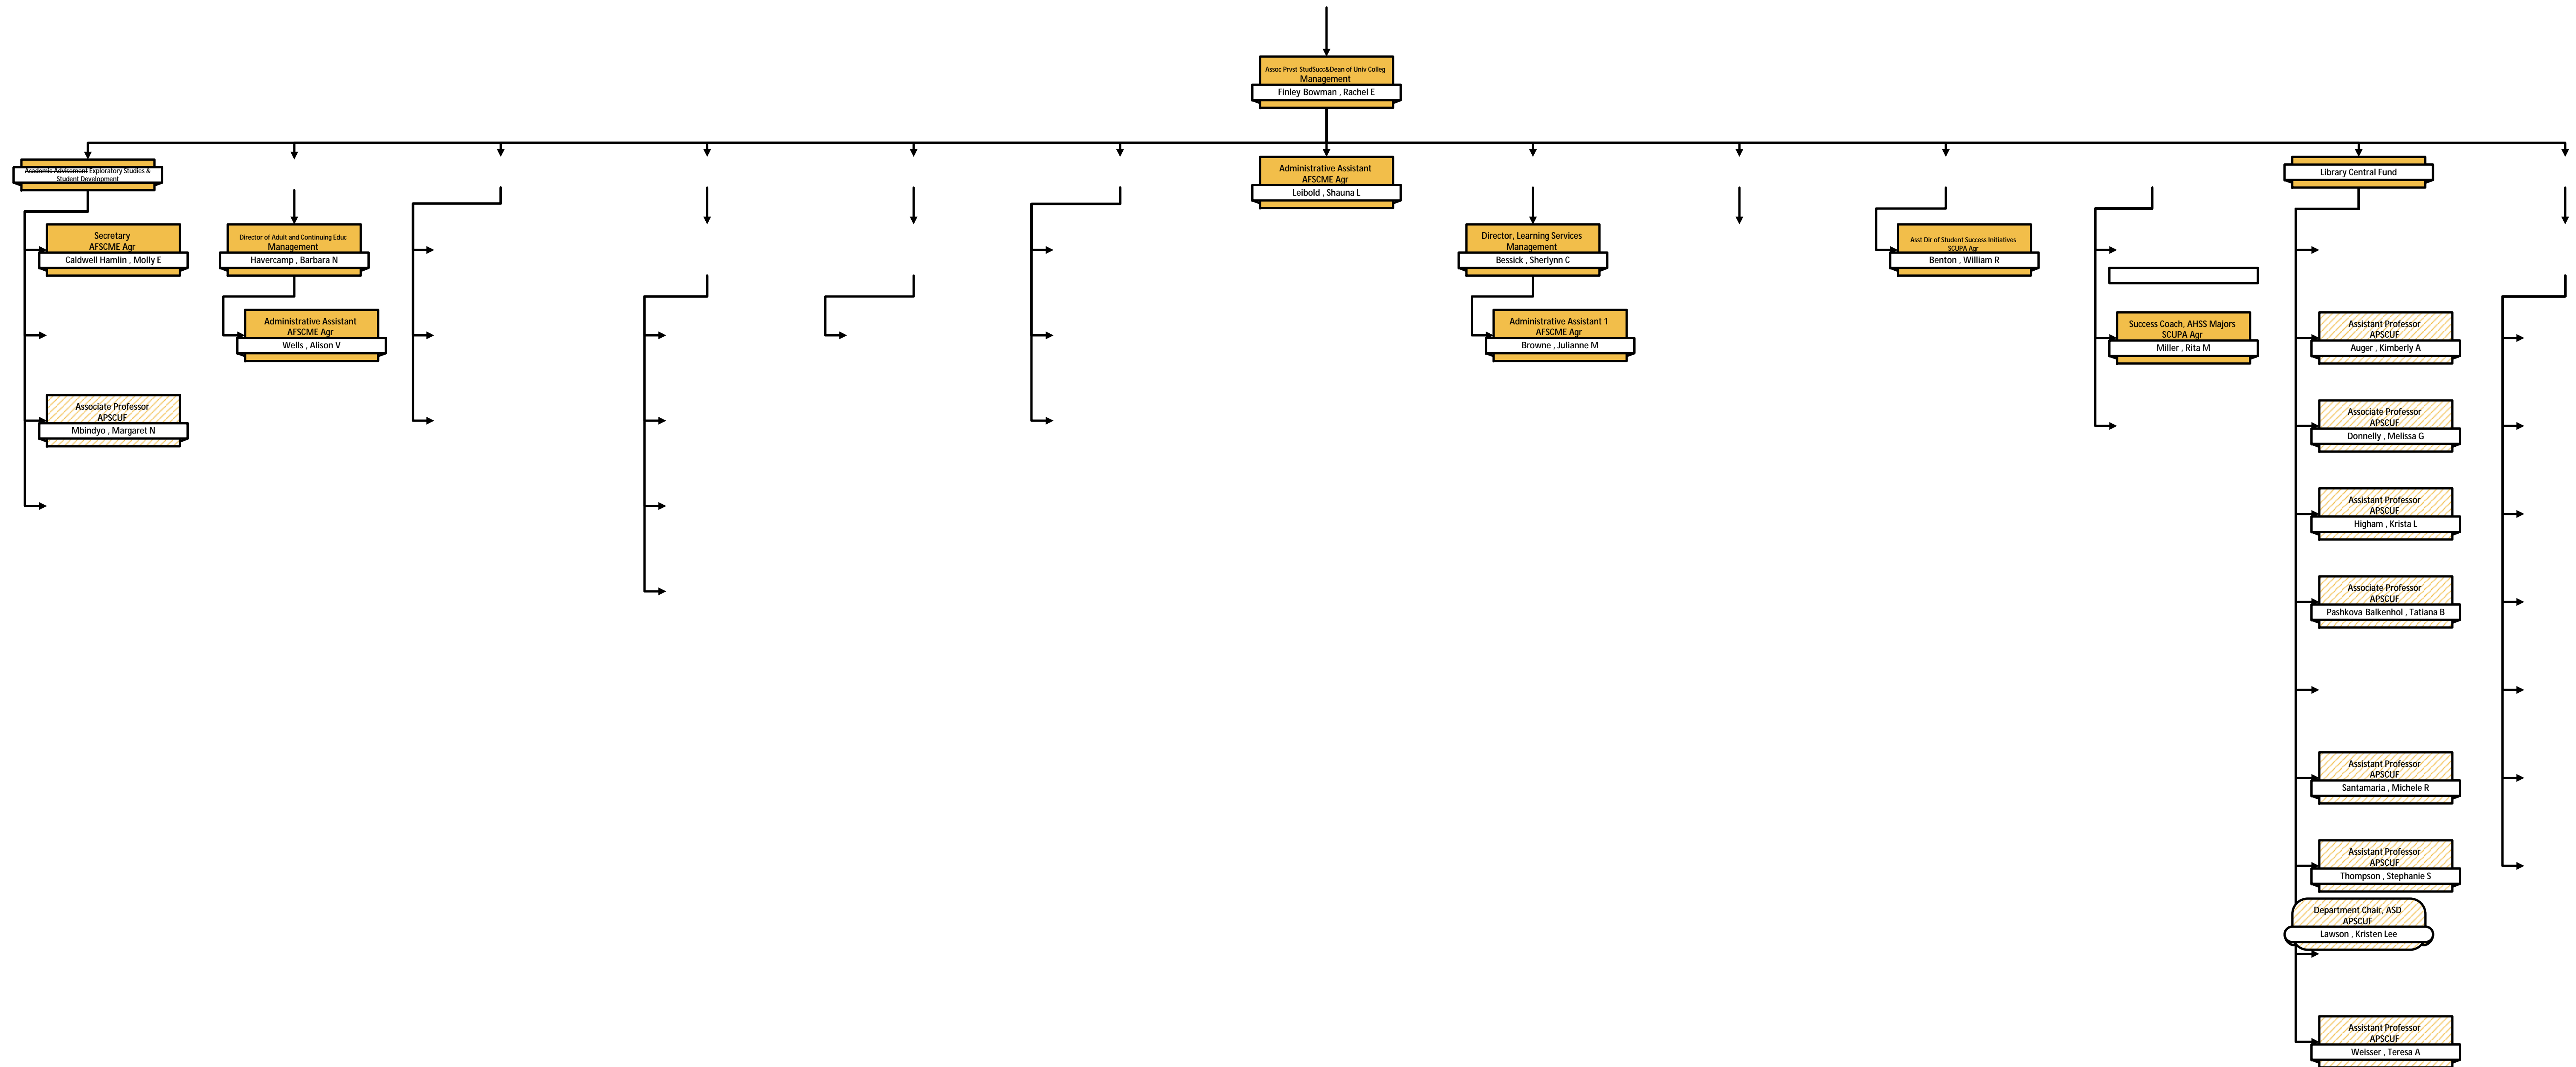 Assoc Prvst StudSucc&Dean of Univ Colleg
Management
Finley Bowman , Rachel E
Academic Advisement Exploratory Studies &
Student Development
Administrative Assistant
AFSCME Agr
Leibold , Shauna L
Library Central Fund
Secretary
AFSCME Agr
Caldwell Hamlin , Molly E
Director of Adult and Continuing Educ
Management
Havercamp , Barbara N
Director, Learning Services
Management
Bessick , Sherlynn C
Asst Dir of Student Success Initiatives
SCUPA Agr
Benton , William R
Administrative Assistant
AFSCME Agr
Wells , Alison V
Administrative Assistant 1
AFSCME Agr
Browne , Julianne M
Success Coach, AHSS Majors
SCUPA Agr
Miller , Rita M
Assistant Professor
APSCUF
Auger , Kimberly A
Associate Professor
APSCUF
Mbindyo , Margaret N
Associate Professor
APSCUF
Donnelly , Melissa G
Assistant Professor
APSCUF
Higham , Krista L
Associate Professor
APSCUF
Pashkova Balkenhol , Tatiana B
Assistant Professor
APSCUF
Santamaria , Michele R
Assistant Professor
APSCUF
Thompson , Stephanie S
Department Chair, ASD
APSCUF
Lawson , Kristen Lee
Assistant Professor
APSCUF
Weisser , Teresa A